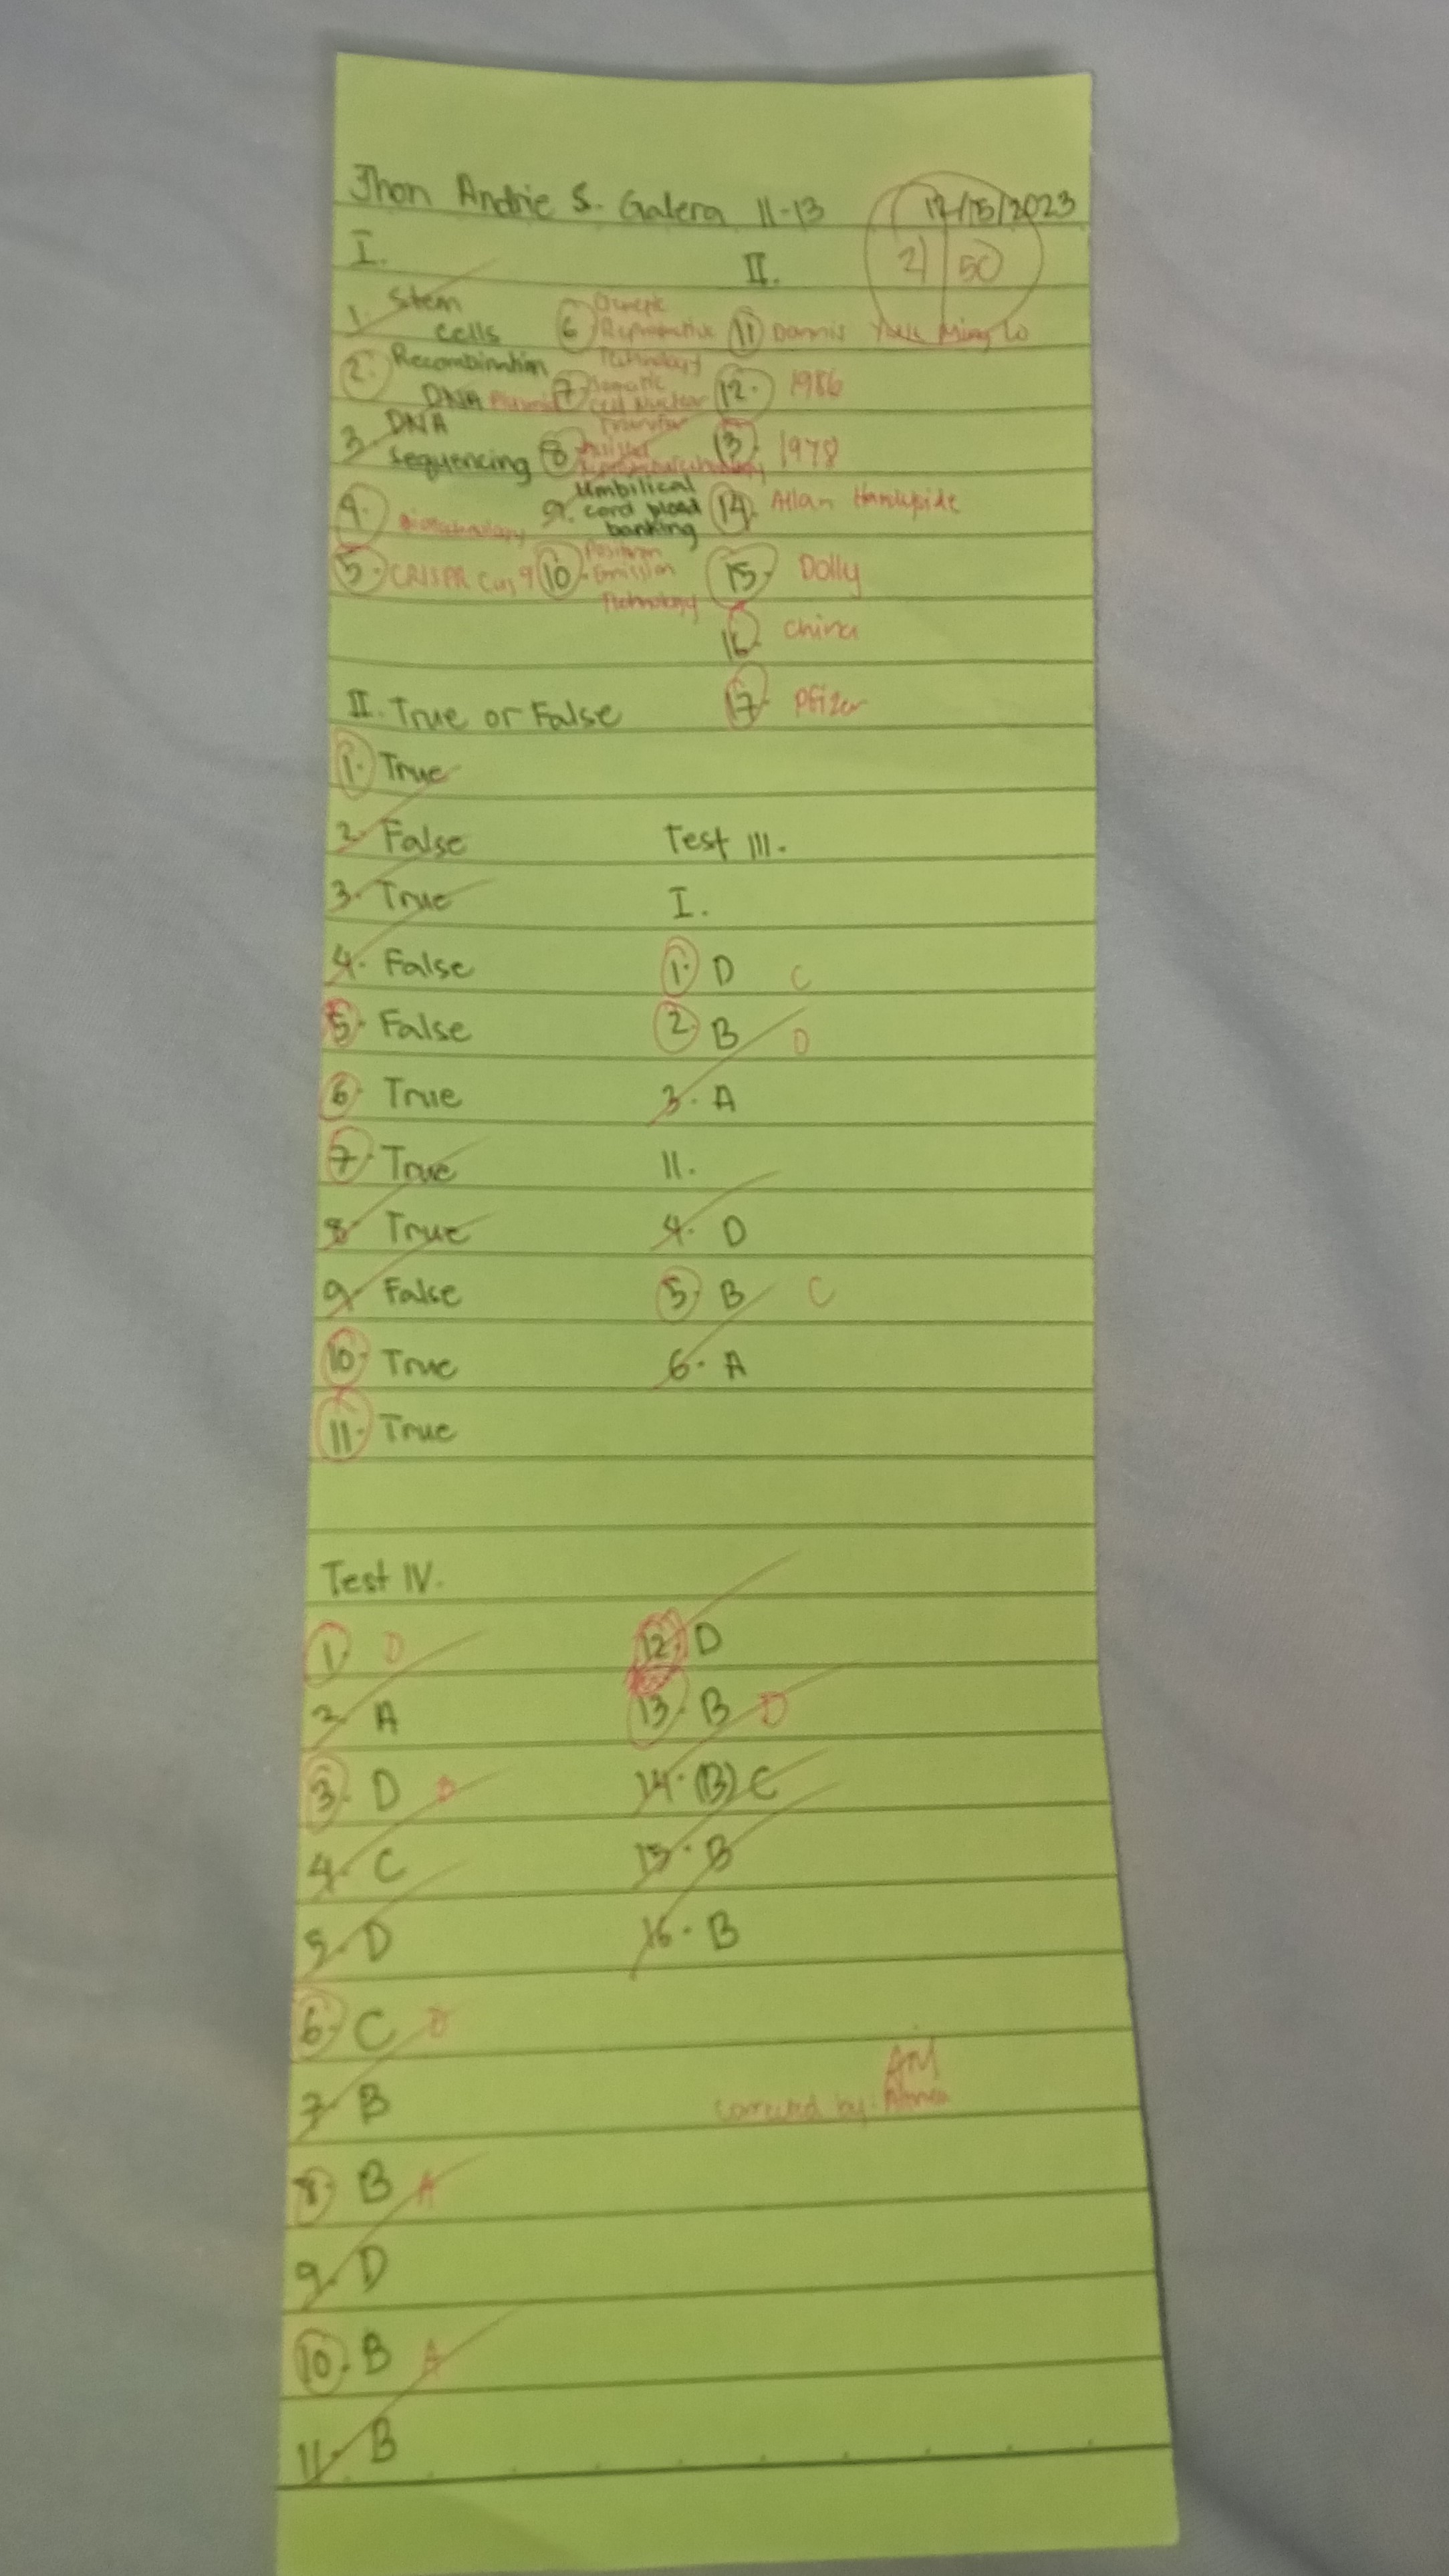 Jhon Andrie S. Galera 11-13 12/15/2023
I. II. 21 50
1. Stem cells
2. Recombination DNA
3. DNA sequencing
4. Biotechnology
5. CRISPR Cas 9
6 Genetic Reproductive Technology
7 Somatic Cell Nuclear Transfer
8 Assisted
9. Umbilical cord blood banking
10. Positron Emission Technology
11 Dennis Yuk Ming Lo
12. 1986
13. 1978
14. Allan Handyside
15. Dolly
16. China
17. Pfizer
II. True or False
1. True
2. False
3. True
4. False
5. False
6. True
7. True
8. True
9. False
10. True
11. True
Test III.
I.
1. D C
2. B D
3. A
II.
4. D
5. B C
6. A
Test IV.
1. D
2. A
3. D B
4. C
5. D
6. C D
7. B
8. B A
9. D
10. B A
11. B
12. D
13. B D
14. (B) C
15. B
16. B
AM
corrected by: